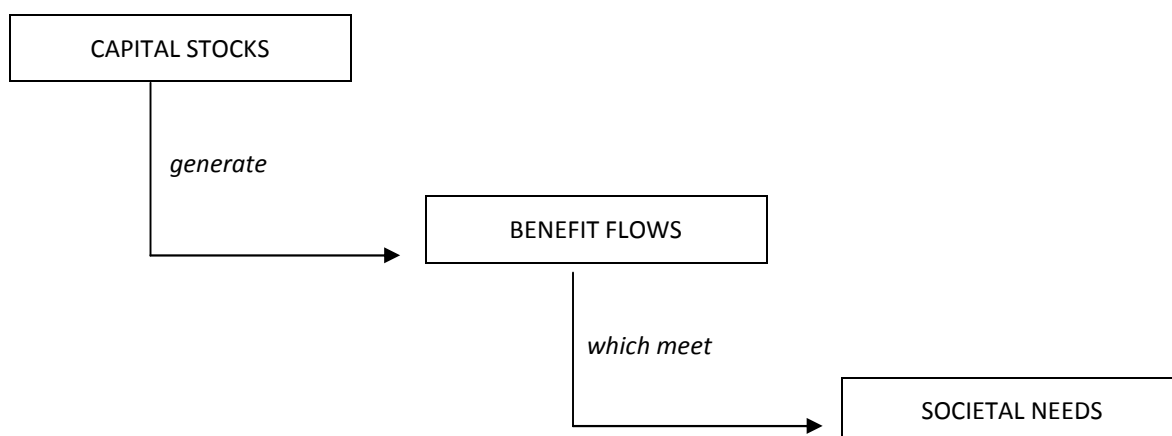 CAPITAL STOCKS
generate
BENEFIT FLOWS
which meet
SOCIETAL NEEDS